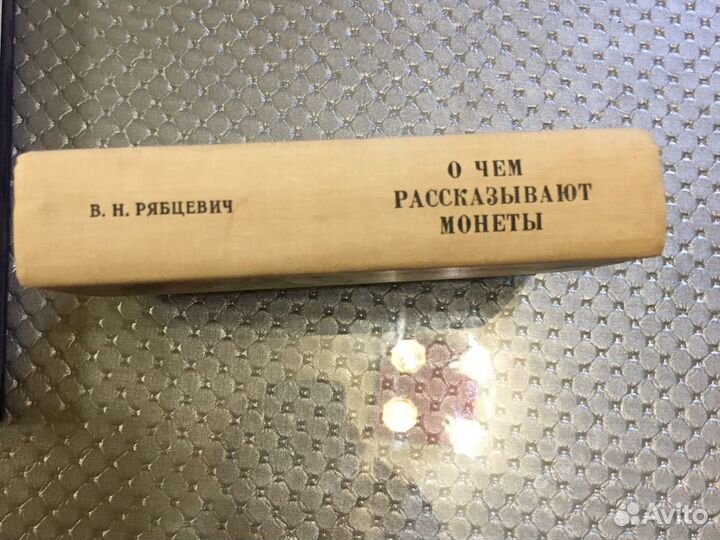 В. Н. РЯБЦЕВИЧ
О ЧЕМ
РАССКАЗЫВАЮТ
МОНЕТЫ
Avito